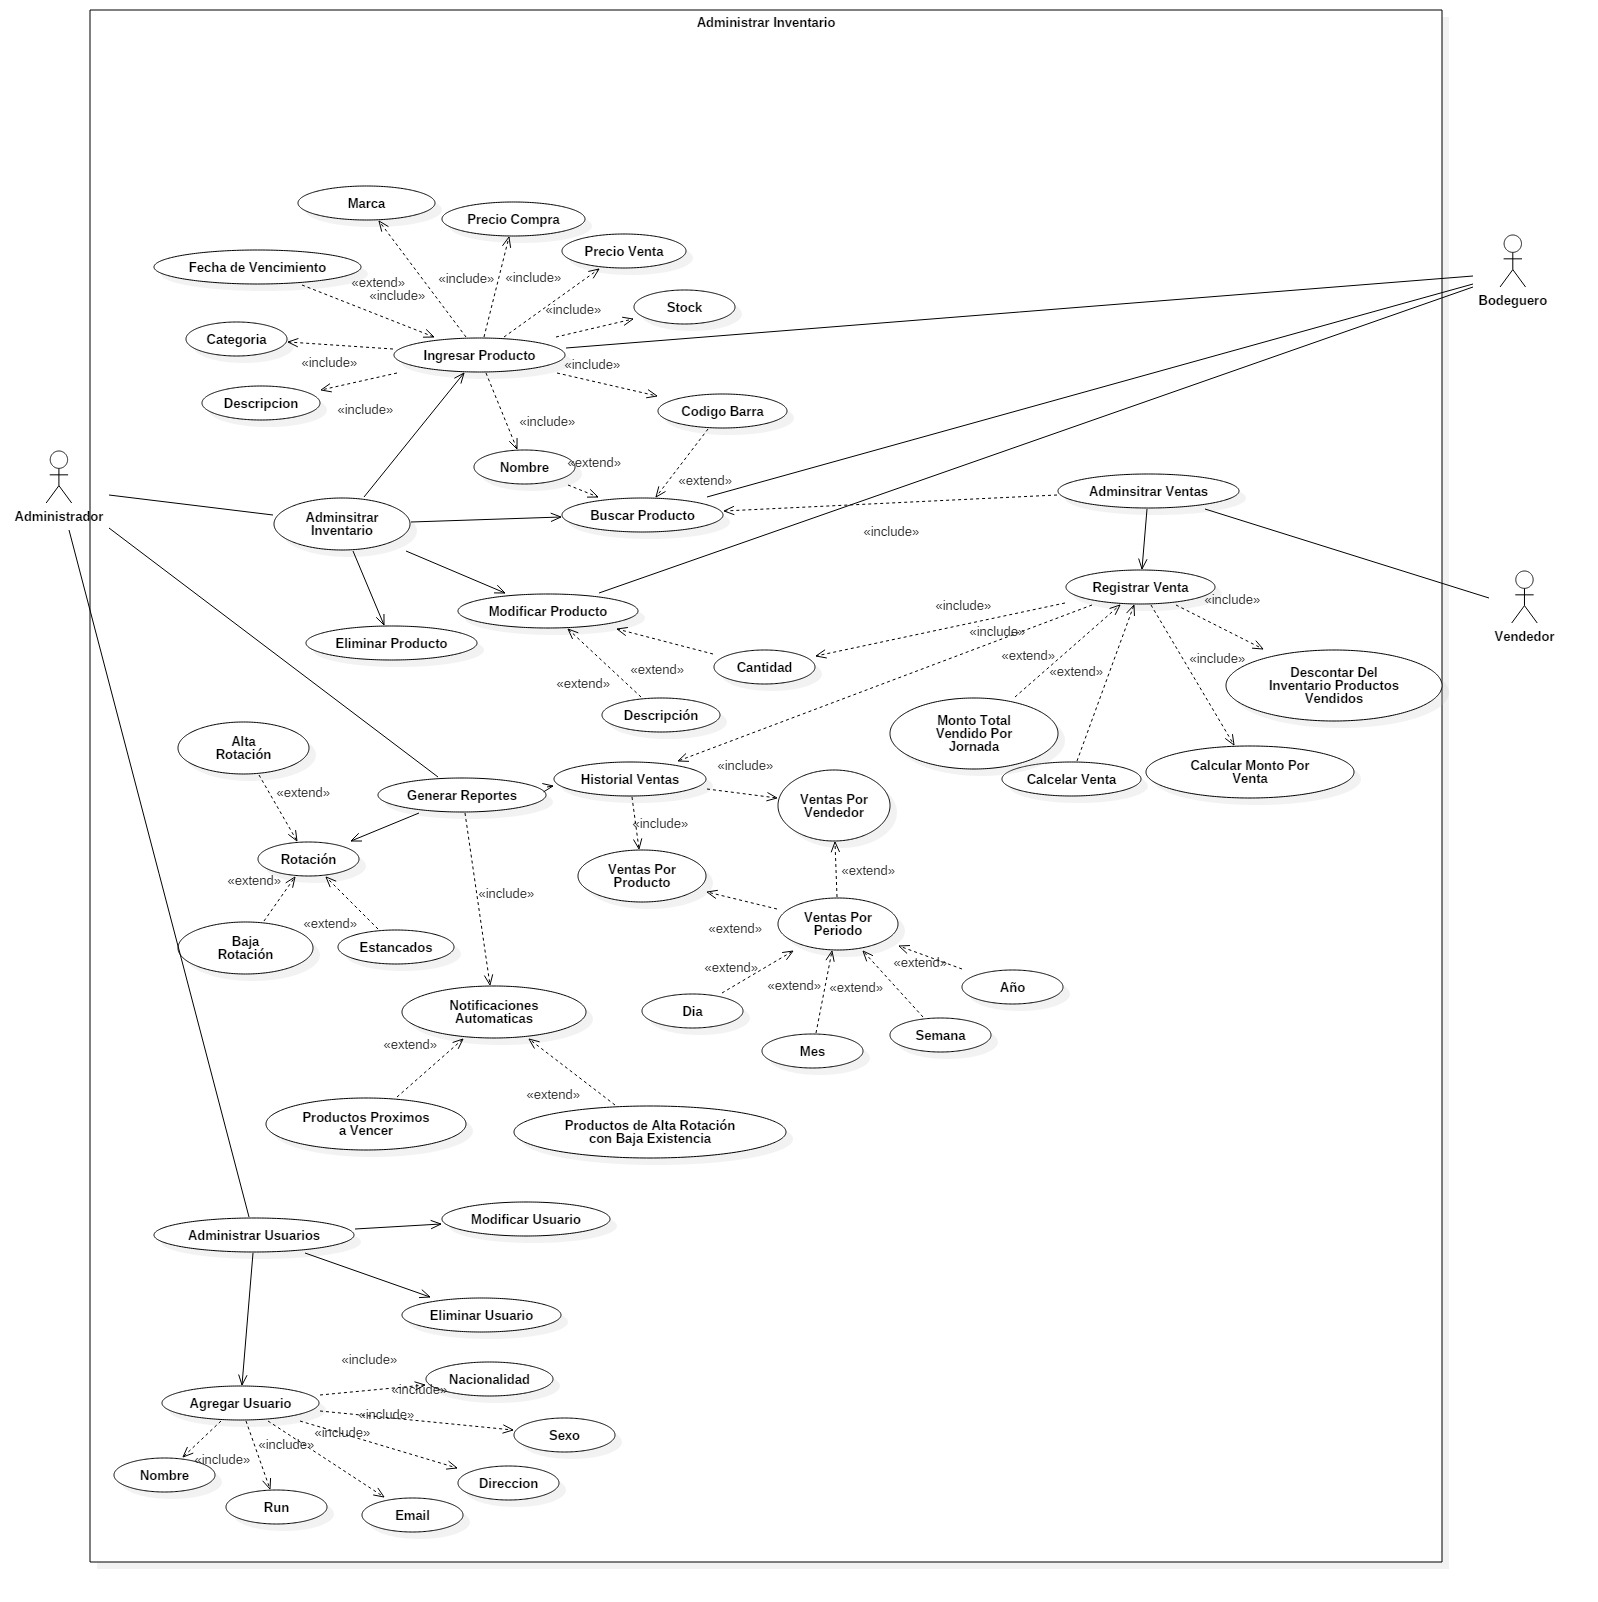 Administrar Inventario
Marca
Precio Compra
Precio Venta
Fecha de Vencimiento
«extend»
«include»
«include»
«include»
«include»
Stock
Bodeguero
Categoria
Ingresar Producto
«include»
«include»
Descripcion
«include»
Codigo Barra
«include»
Nombre
«extend»
«extend»
Administrador
Adminsitrar
Inventario
Buscar Producto
Adminsitrar Ventas
«include»
Registrar Venta
«include»
«include»
Modificar Producto
Eliminar Producto
«include»
Vendedor
«extend»
«extend»
Cantidad
«extend»
«extend»
«include»
Descontar Del
Inventario Productos
Vendidos
Descripción
Monto Total
Vendido Por
Jornada
Alta
Rotación
Calcelar Venta
Calcular Monto Por
Venta
«extend»
Generar Reportes
Historial Ventas
«include»
Ventas Por
Vendedor
«include»
Rotación
«extend»
«include»
Ventas Por
Producto
«extend»
«extend»
Ventas Por
Periodo
«extend»
Baja
Rotación
Estancados
«extend»
«extend»
«extend»
«extend»
Año
Notificaciones
Automaticas
Dia
Mes
Semana
«extend»
«extend»
Productos Proximos
a Vencer
Productos de Alta Rotación
con Baja Existencia
Administrar Usuarios
Modificar Usuario
Eliminar Usuario
«include»
Nacionalidad
«include»
Agregar Usuario
«include»
Sexo
«include»
«include»
«include»
Nombre
Direccion
Run
Email